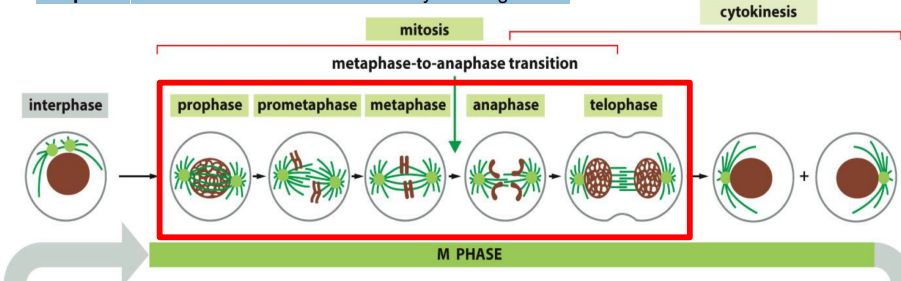 cytokinesis
mitosis
metaphase-to-anaphase transition
interphase
prophase
prometaphase
metaphase
anaphase
telophase
+
M PHASE